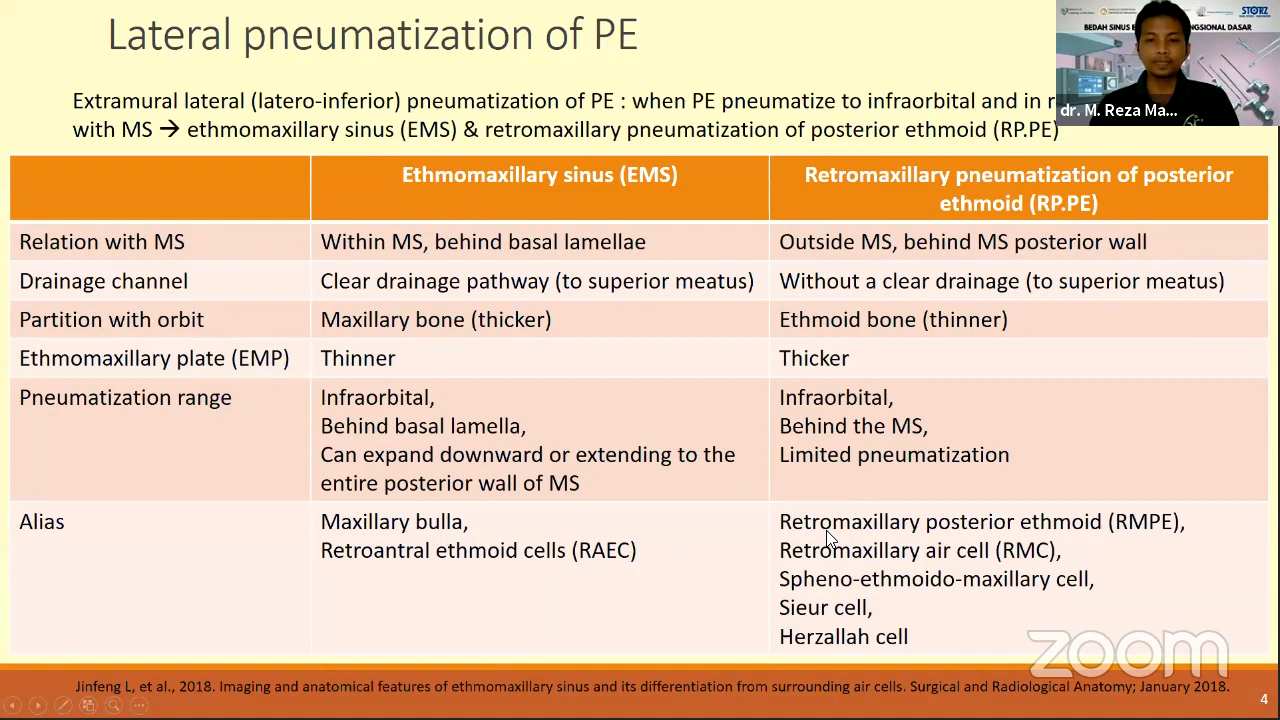 Lateral pneumatization of PE
STORZ
BEDAH SINUS E
GSIONAL DASAR
dr. M. Reza Ma...
Extramural lateral (latero-inferior) pneumatization of PE : when PE pneumatize to infraorbital and in
with MS → ethmomaxillary sinus (EMS) & retromaxillary pneumatization of posterior ethmoid (RP.PE)
Ethmomaxillary sinus (EMS)
Retromaxillary pneumatization of posterior
ethmoid (RP.PE)
Relation with MS
Within MS, behind basal lamellae
Outside MS, behind MS posterior wall
Drainage channel
Clear drainage pathway (to superior meatus)
Without a clear drainage (to superior meatus)
Partition with orbit
Maxillary bone (thicker)
Ethmoid bone (thinner)
Ethmomaxillary plate (EMP)
Thinner
Thicker
Pneumatization range
Infraorbital,
Behind basal lamella,
Can expand downward or extending to the
entire posterior wall of MS
Infraorbital,
Behind the MS,
Limited pneumatization
Alias
Maxillary bulla,
Retroantral ethmoid cells (RAEC)
Retromaxillary posterior ethmoid (RMPE),
Retromaxillary air cell (RMC),
Spheno-ethmoido-maxillary cell,
Sieur cell,
Herzallah cell
zoom
Jinfeng L, et al., 2018. Imaging and anatomical features of ethmomaxillary sinus and its differentiation from surrounding air cells. Surgical and Radiological Anatomy; January 2018.
4